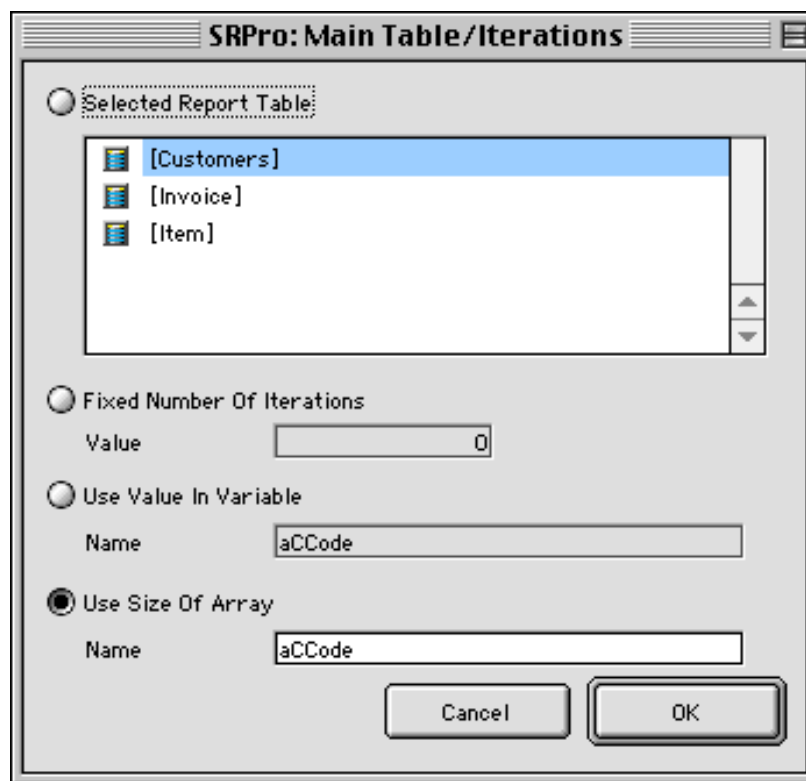 SRPro: Main Table/Iterations
Selected Report Table
[Customers]
[Invoice]
[Item]
Fixed Number Of Iterations
Value 0
Use Value In Variable
Name aCCode
Use Size Of Array
Name aCCode
Cancel OK